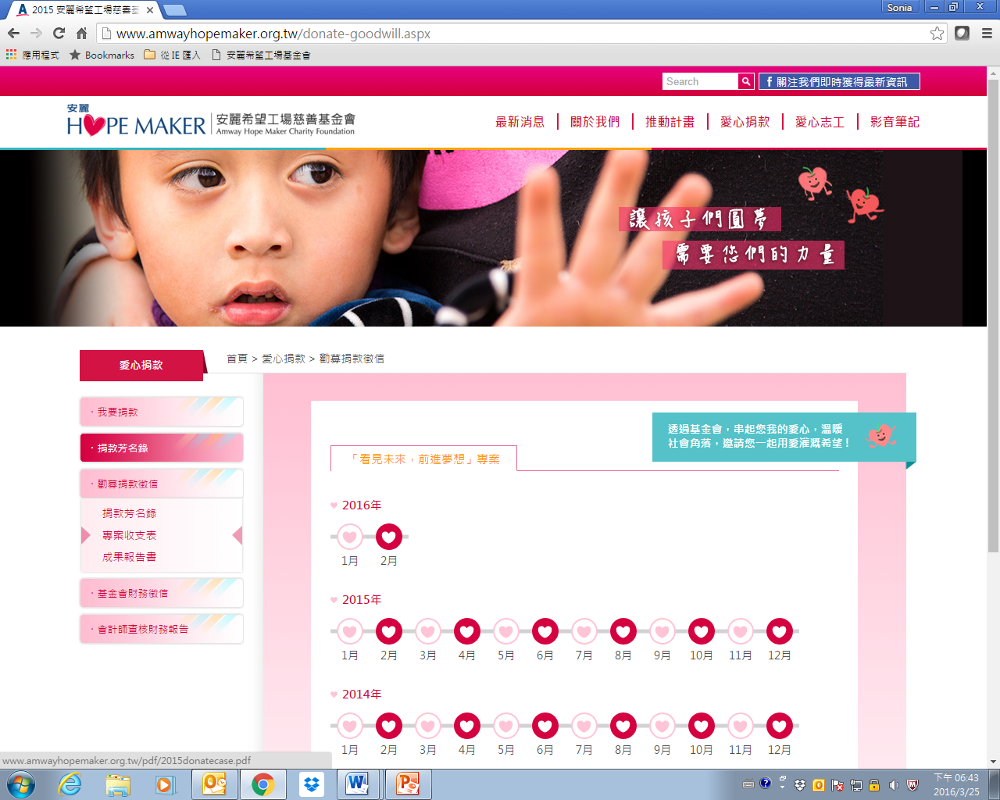 2015 安麗希望工場慈善基
Sonia
www.amwayhopemaker.org.tw/donate-goodwill.aspx
應用程式 Bookmarks 從 IE 匯入 安麗希望工場基金會
Search
f 關注我們即時獲得最新資訊
安麗
HOPE MAKER
安麗希望工場慈善基金會
Amway Hope Maker Charity Foundation
最新消息 關於我們 推動計畫 愛心捐款 愛心志工 影音筆記
讓孩子們圓夢
需要您們的力量
愛心捐款
首頁 > 愛心捐款 > 勸募捐款徵信
· 我要捐款
· 捐款芳名錄
· 勸募捐款徵信
捐款芳名錄
專案收支表
成果報告書
· 基金會財務徵信
· 會計師查核財務報告
透過基金會，串起您我的愛心，溫暖
社會角落，邀請您一起用愛灌溉希望！
「看見未來，前進夢想」專案
2016年
1月 2月
2015年
1月 2月 3月 4月 5月 6月 7月 8月 9月 10月 11月 12月
2014年
1月 2月 3月 4月 5月 6月 7月 8月 9月 10月 11月 12月
www.amwayhopemaker.org.tw/pdf/2015donatecase.pdf
下午 06:43
2016/3/25